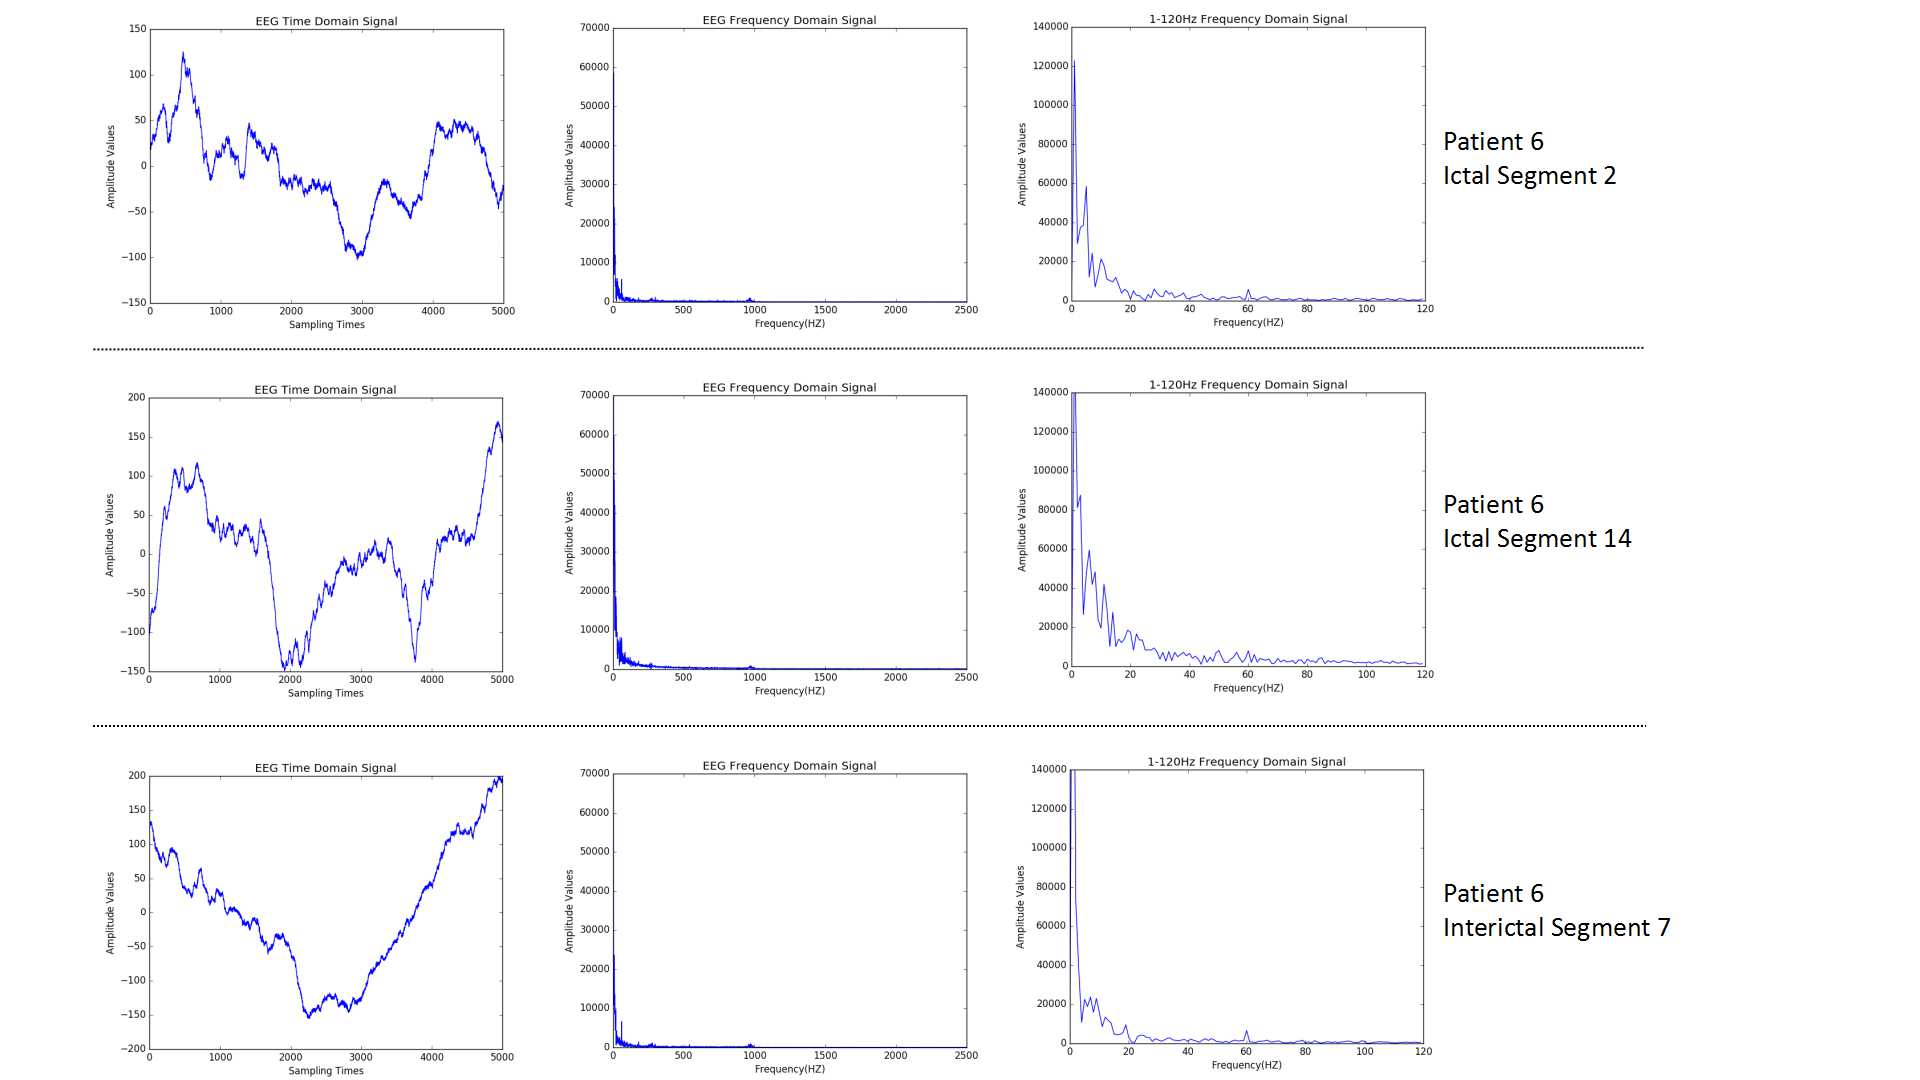 EEG Time Domain Signal
150
100
50
0
−50
−100
−150
0 1000 2000 3000 4000 5000
Sampling Times
Amplitude Values
EEG Frequency Domain Signal
70000
60000
50000
40000
30000
20000
10000
0
0 500 1000 1500 2000 2500
Frequency(HZ)
Amplitude Values
1-120Hz Frequency Domain Signal
140000
120000
100000
80000
60000
40000
20000
0
0 20 40 60 80 100 120
Frequency(HZ)
Amplitude Values
Patient 6
Ictal Segment 2
EEG Time Domain Signal
200
150
100
50
0
−50
−100
−150
0 1000 2000 3000 4000 5000
Sampling Times
Amplitude Values
EEG Frequency Domain Signal
70000
60000
50000
40000
30000
20000
10000
0
0 500 1000 1500 2000 2500
Frequency(HZ)
Amplitude Values
1-120Hz Frequency Domain Signal
140000
120000
100000
80000
60000
40000
20000
0
0 20 40 60 80 100 120
Frequency(HZ)
Amplitude Values
Patient 6
Ictal Segment 14
EEG Time Domain Signal
200
150
100
50
0
−50
−100
−150
−200
0 1000 2000 3000 4000 5000
Sampling Times
Amplitude Values
EEG Frequency Domain Signal
70000
60000
50000
40000
30000
20000
10000
0
0 500 1000 1500 2000 2500
Frequency(HZ)
Amplitude Values
1-120Hz Frequency Domain Signal
140000
120000
100000
80000
60000
40000
20000
0
0 20 40 60 80 100 120
Frequency(HZ)
Amplitude Values
Patient 6
Interictal Segment 7